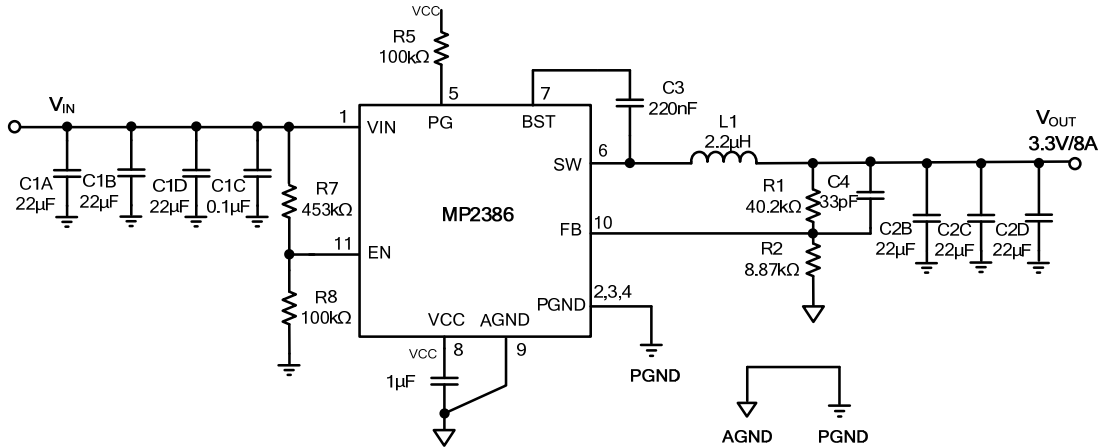 VCC
R5
100kΩ
5
PG
7
BST
C3
220nF
VIN
1
VIN
L1
2.2µH
VOUT
3.3V/8A
6
SW
C1A
22µF
C1B
22µF
C1D
22µF
C1C
0.1µF
R7
453kΩ
MP2386
R1
40.2kΩ
C4
33pF
10
FB
11
EN
R2
8.87kΩ
C2B
22µF
C2C
22µF
C2D
22µF
R8
100kΩ
PGND
2,3,4
VCC
AGND
VCC
8
9
1µF
PGND
AGND
PGND